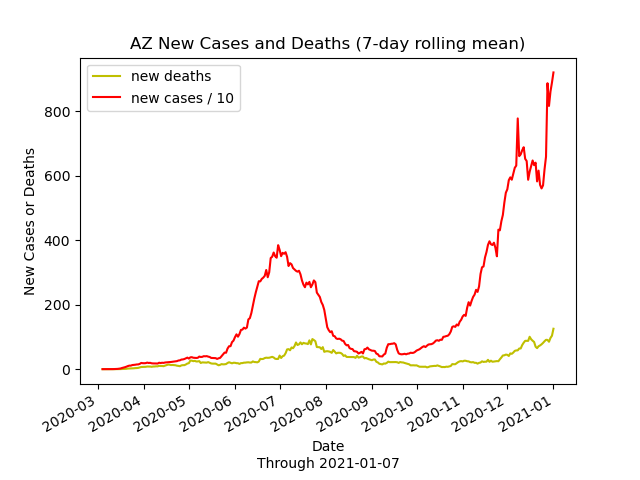 AZ New Cases and Deaths (7-day rolling mean)
new deaths
new cases / 10
New Cases or Deaths
800
600
400
200
0
2020-03
2020-04
2020-05
2020-06
2020-07
2020-08
2020-09
2020-10
2020-11
2020-12
2021-01
Date
Through 2021-01-07